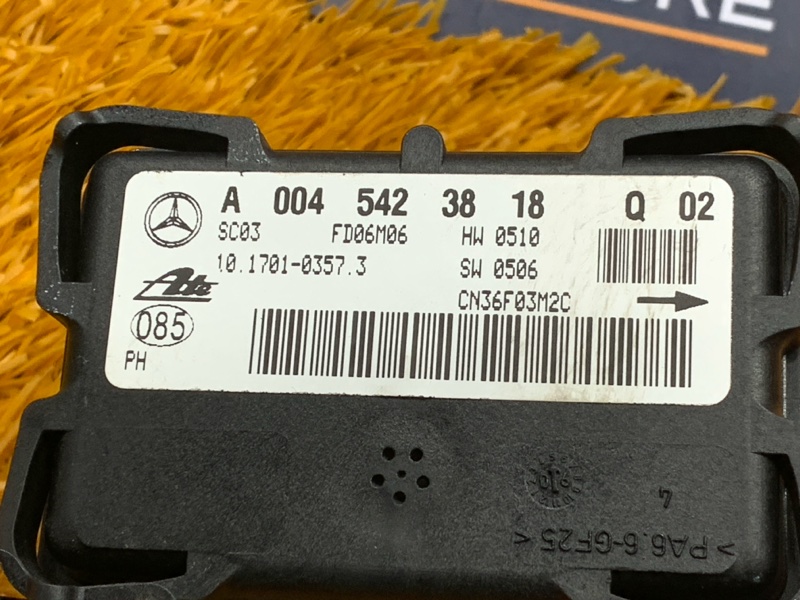 A 004 542 38 18 Q 02
SC03 FD06M06 HW 0510
10.1701-0357.3 SW 0506
Ate CN36F03M2C
085
PH
4
>PA6.6-GF25<